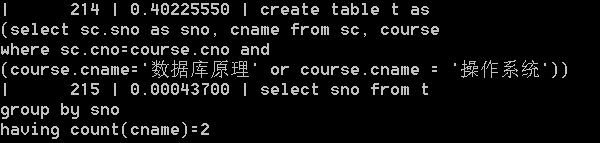 |      214 | 0.40225550 | create table t as
(select sc.sno as sno, cname from sc, course
where sc.cno=course.cno and
(course.cname='数据库原理' or course.cname = '操作系统'))
|      215 | 0.00043700 | select sno from t
group by sno
having count(cname)=2